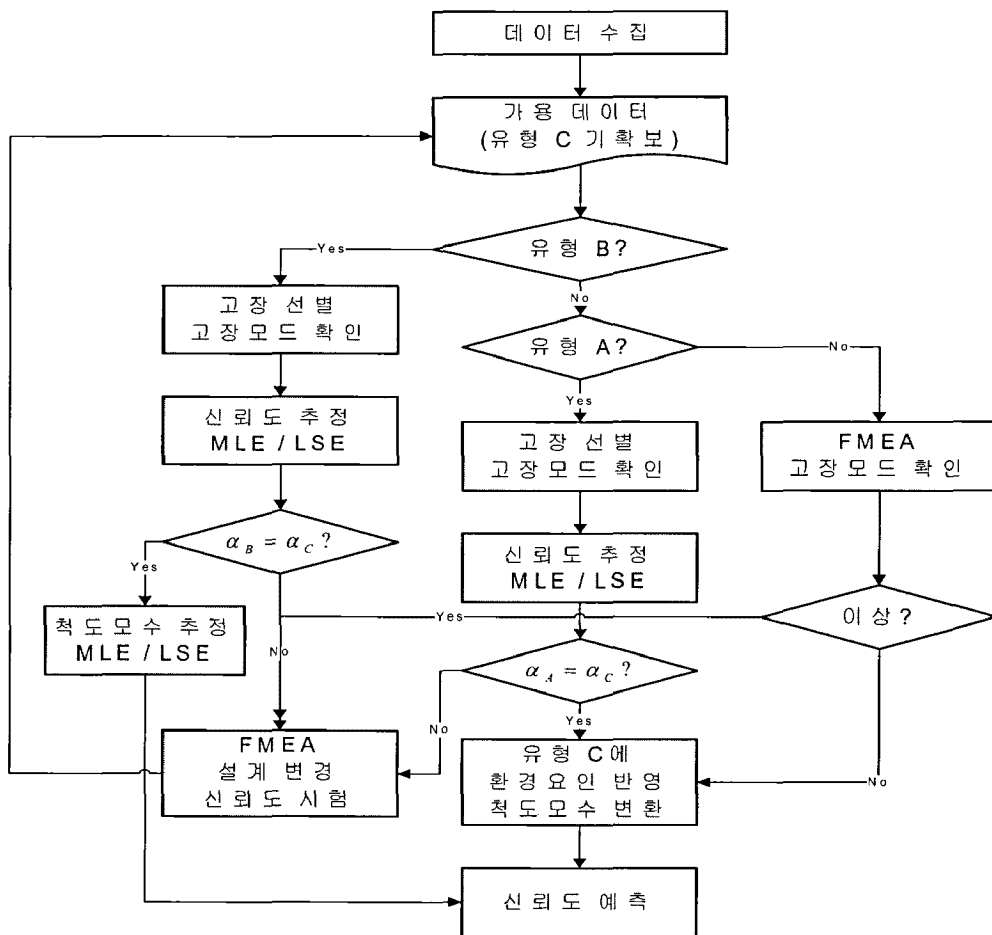 데이터 수집
가용 데이터
(유형 C 기확보)
유형 B?
Yes
No
고장 선별
고장모드 확인
유형 A?
No
Yes
신뢰도 추정
MLE / LSE
고장 선별
고장모드 확인
FMEA
고장모드 확인
α_B = α_C ?
Yes
No
신뢰도 추정
MLE / LSE
이상?
Yes
No
척도모수 추정
MLE / LSE
α_A = α_C ?
No
Yes
FMEA
설계 변경
신뢰도 시험
유형 C에
환경요인 반영
척도모수 변환
신뢰도 예측